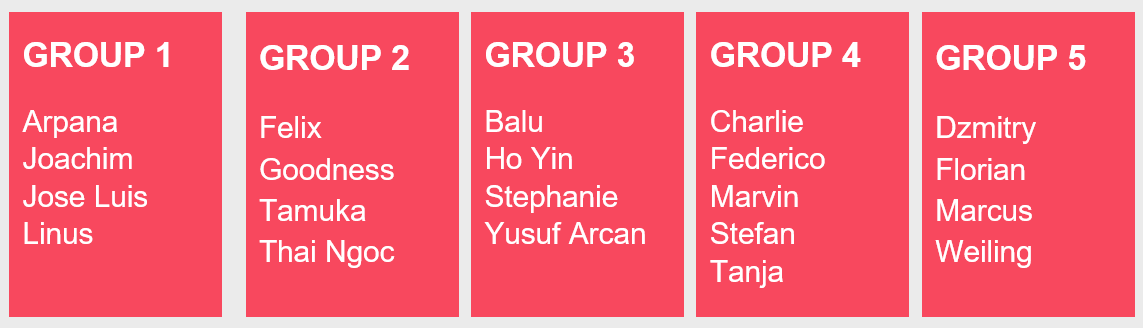 GROUP 1
Arpana
Joachim
Jose Luis
Linus
GROUP 2
Felix
Goodness
Tamuka
Thai Ngoc
GROUP 3
Balu
Ho Yin
Stephanie
Yusuf Arcan
GROUP 4
Charlie
Federico
Marvin
Stefan
Tanja
GROUP 5
Dzmitry
Florian
Marcus
Weiling